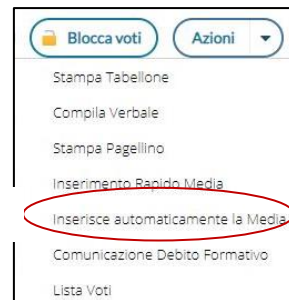 Blocca voti Azioni
Stampa Tabellone
Compila Verbale
Stampa Pagellino
Inserimento Rapido Media
Inserisce automaticamente la Media
Comunicazione Debito Formativo
Lista Voti